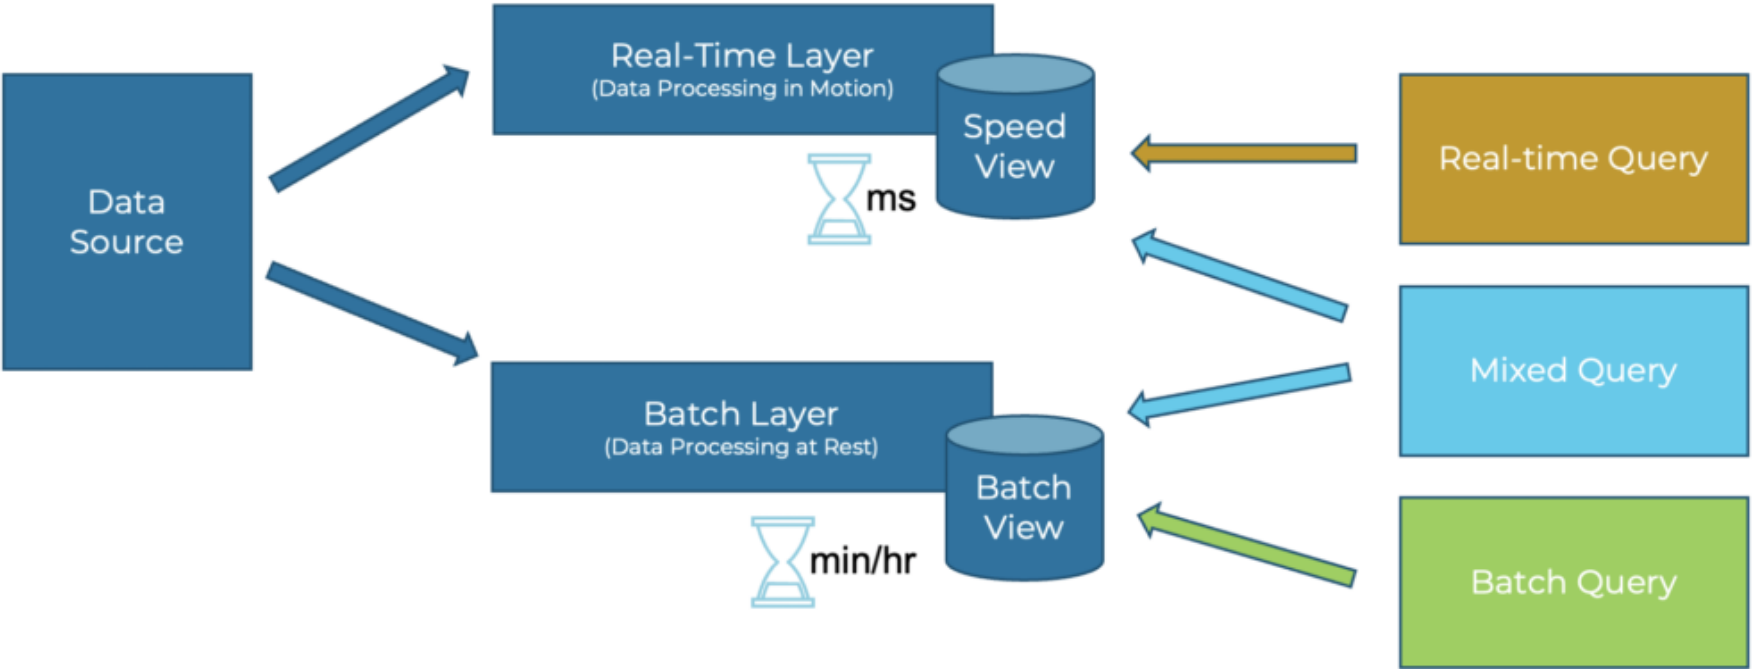 Data
Source
Real-Time Layer
(Data Processing in Motion)
Speed
View
ms
Batch Layer
(Data Processing at Rest)
Batch
View
min/hr
Real-time Query
Mixed Query
Batch Query